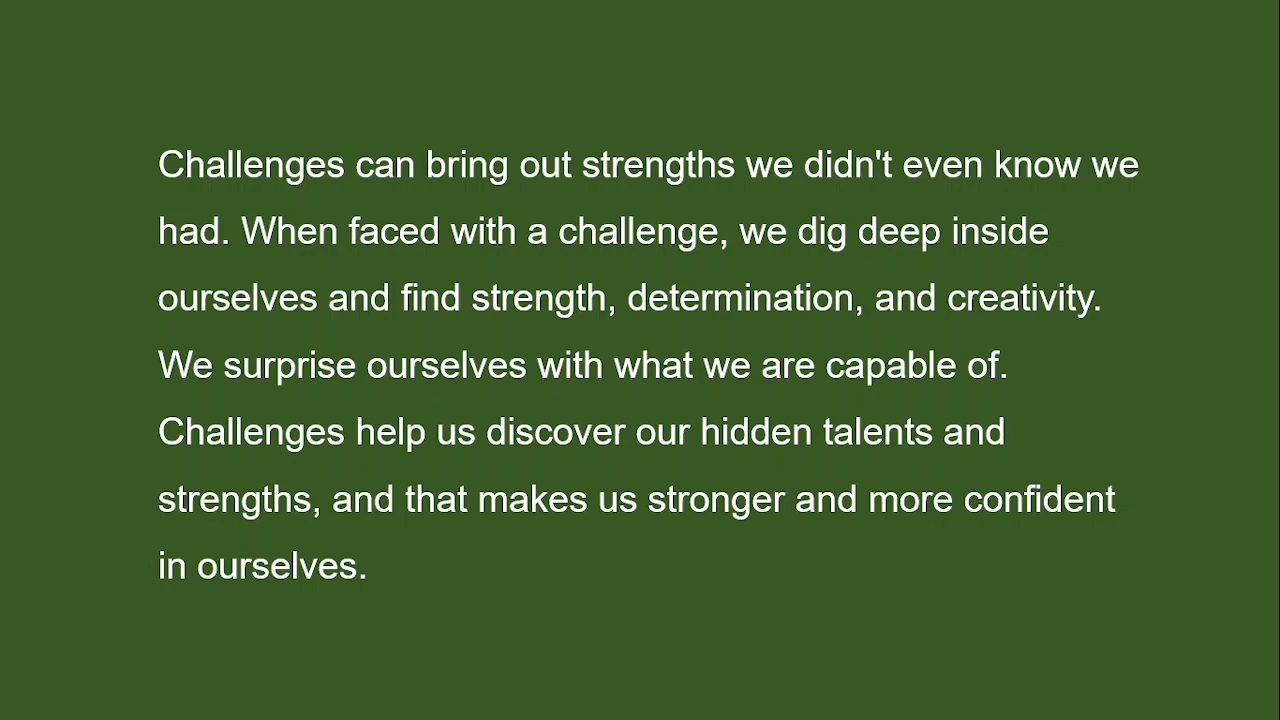 Challenges can bring out strengths we didn't even know we
had. When faced with a challenge, we dig deep inside
ourselves and find strength, determination, and creativity.
We surprise ourselves with what we are capable of.
Challenges help us discover our hidden talents and
strengths, and that makes us stronger and more confident
in ourselves.